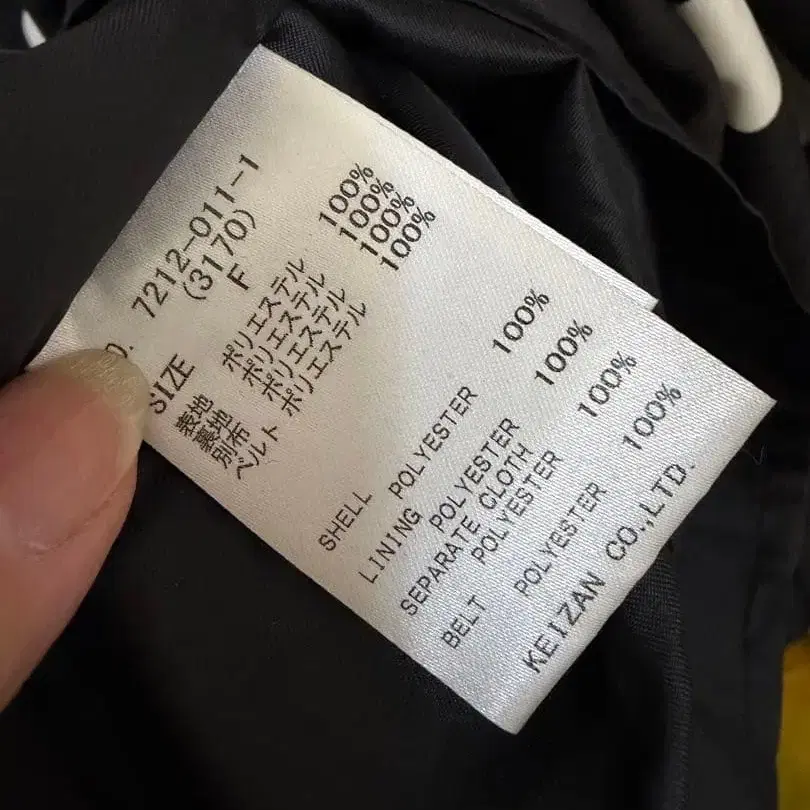 O. 7212-011-1
(3170)
SIZE F
表地 ポリエステル 100%
裏地 ポリエステル 100%
別布 ポリエステル 100%
ベルト ポリエステル 100%
SHELL POLYESTER 100%
LINING POLYESTER 100%
SEPARATE CLOTH
POLYESTER 100%
BELT POLYESTER 100%
KEIZAN CO.,LTD.